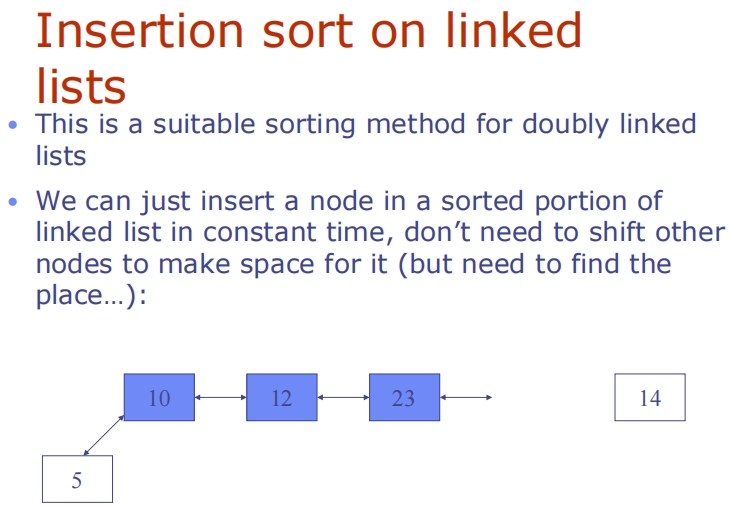 Insertion sort on linked
lists
• This is a suitable sorting method for doubly linked
lists
• We can just insert a node in a sorted portion of
linked list in constant time, don’t need to shift other
nodes to make space for it (but need to find the
place…):
10 12 23 14
5